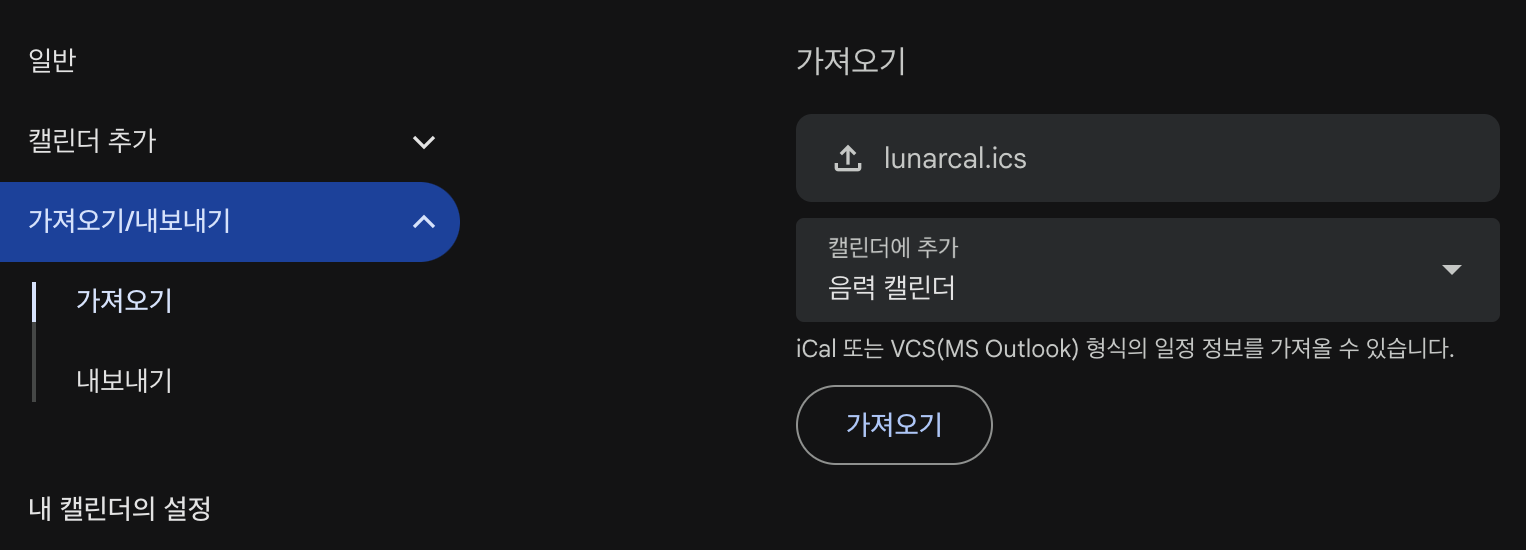 일반
캘린더 추가
가져오기/내보내기
가져오기
내보내기
내 캘린더의 설정
가져오기
lunarcal.ics
캘린더에 추가
음력 캘린더
iCal 또는 VCS(MS Outlook) 형식의 일정 정보를 가져올 수 있습니다.
가져오기